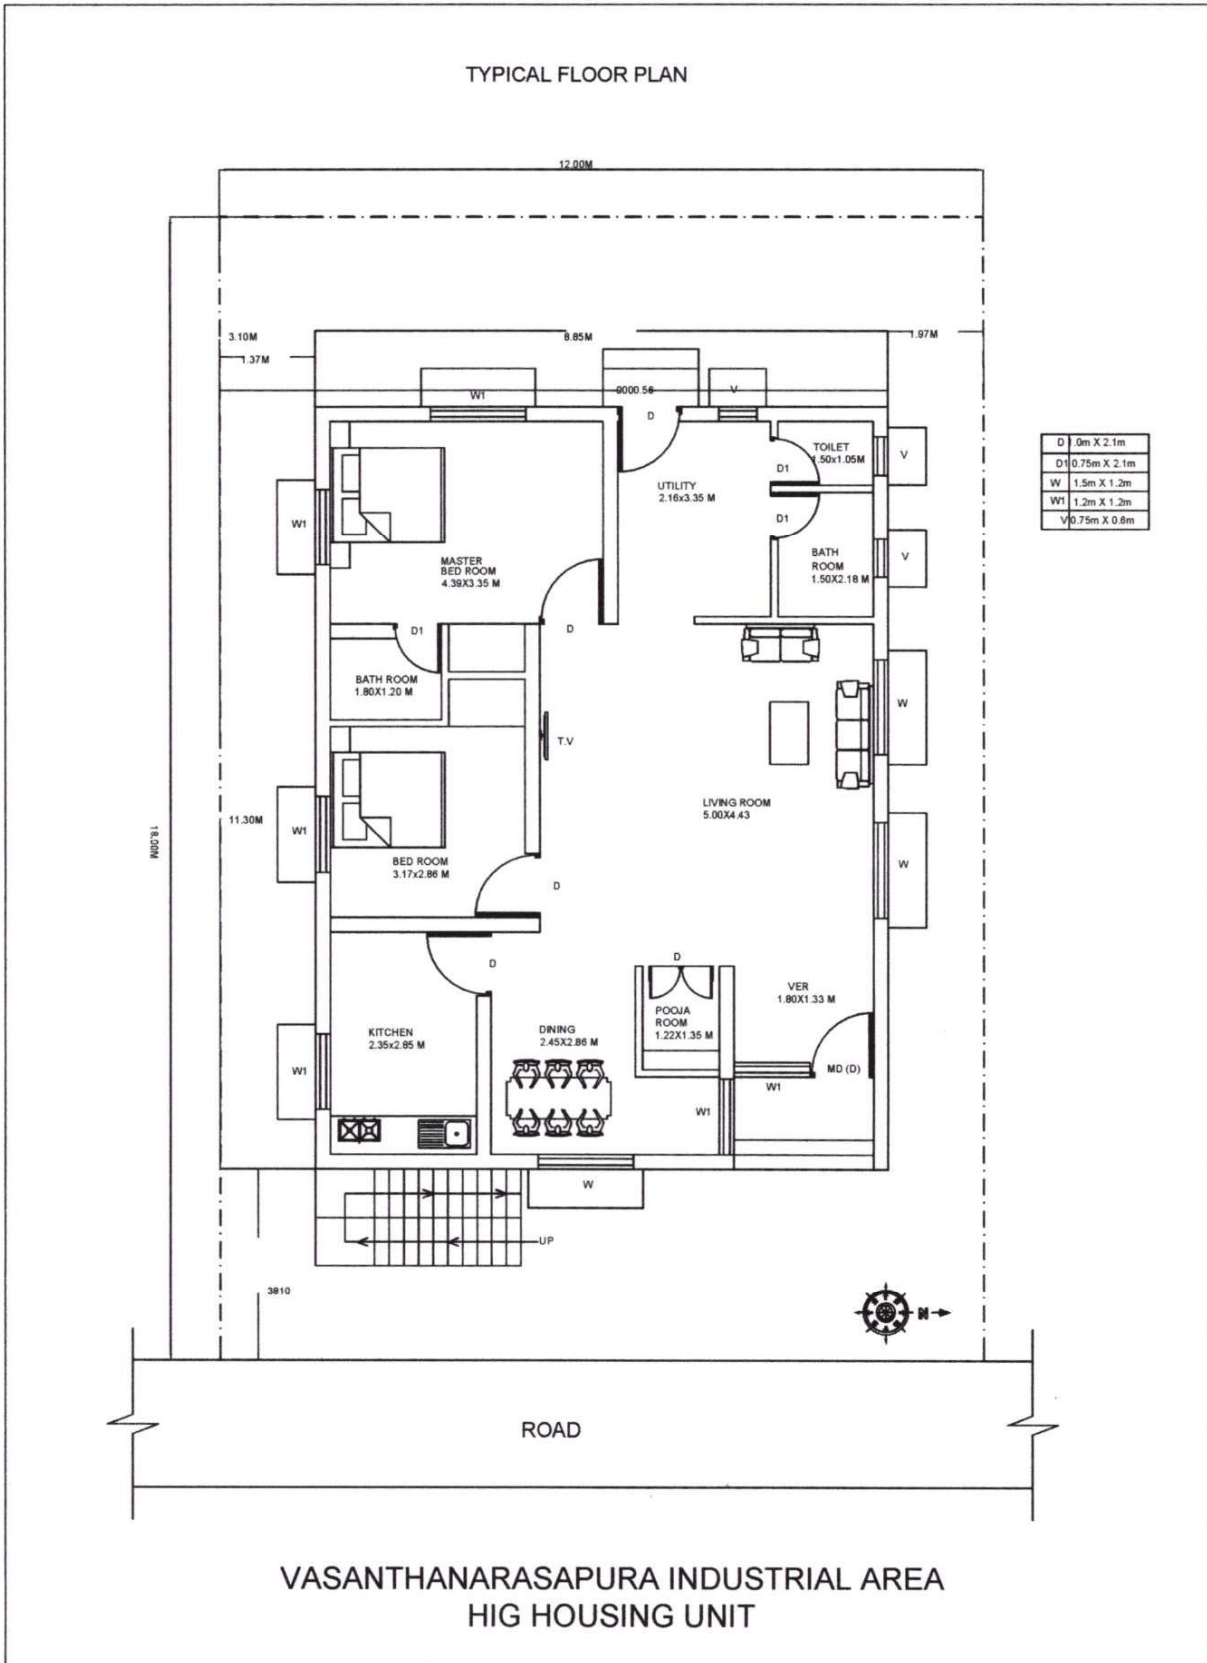 TYPICAL FLOOR PLAN
12.00M
3.10M
8.85M
1.97M
1.37M
W1
0000.56
V
D
D 1.0m X 2.1m
D1 0.75m X 2.1m
W 1.5m X 1.2m
W1 1.2m X 1.2m
V 0.75m X 0.6m
TOILET
1.50x1.05M
V
D1
UTILITY
2.16x3.35 M
W1
D1
BATH
ROOM
1.50X2.18 M
V
MASTER
BED ROOM
4.39X3.35 M
D
D1
BATH ROOM
1.80X1.20 M
W
T.V
LIVING ROOM
5.00X4.43
18.00M
11.30M
W1
BED ROOM
3.17x2.86 M
W
D
D
D
VER
1.80X1.33 M
POOJA
ROOM
1.22X1.35 M
KITCHEN
2.35x2.85 M
DINING
2.45X2.86 M
W1
MD (D)
W1
W1
W
UP
3810
N
ROAD
VASANTHANARASAPURA INDUSTRIAL AREA
HIG HOUSING UNIT